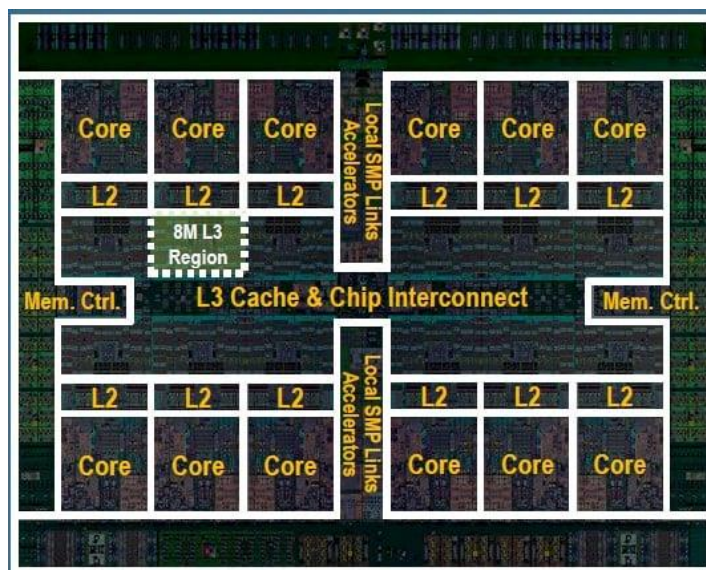 Core Core Core Core Core Core
Local SMP Links
Accelerators
L2 L2 L2 L2 L2 L2
8M L3
Region
Mem. Ctrl. L3 Cache & Chip Interconnect Mem. Ctrl.
Local SMP Links
Accelerators
L2 L2 L2 L2 L2 L2
Core Core Core Core Core Core